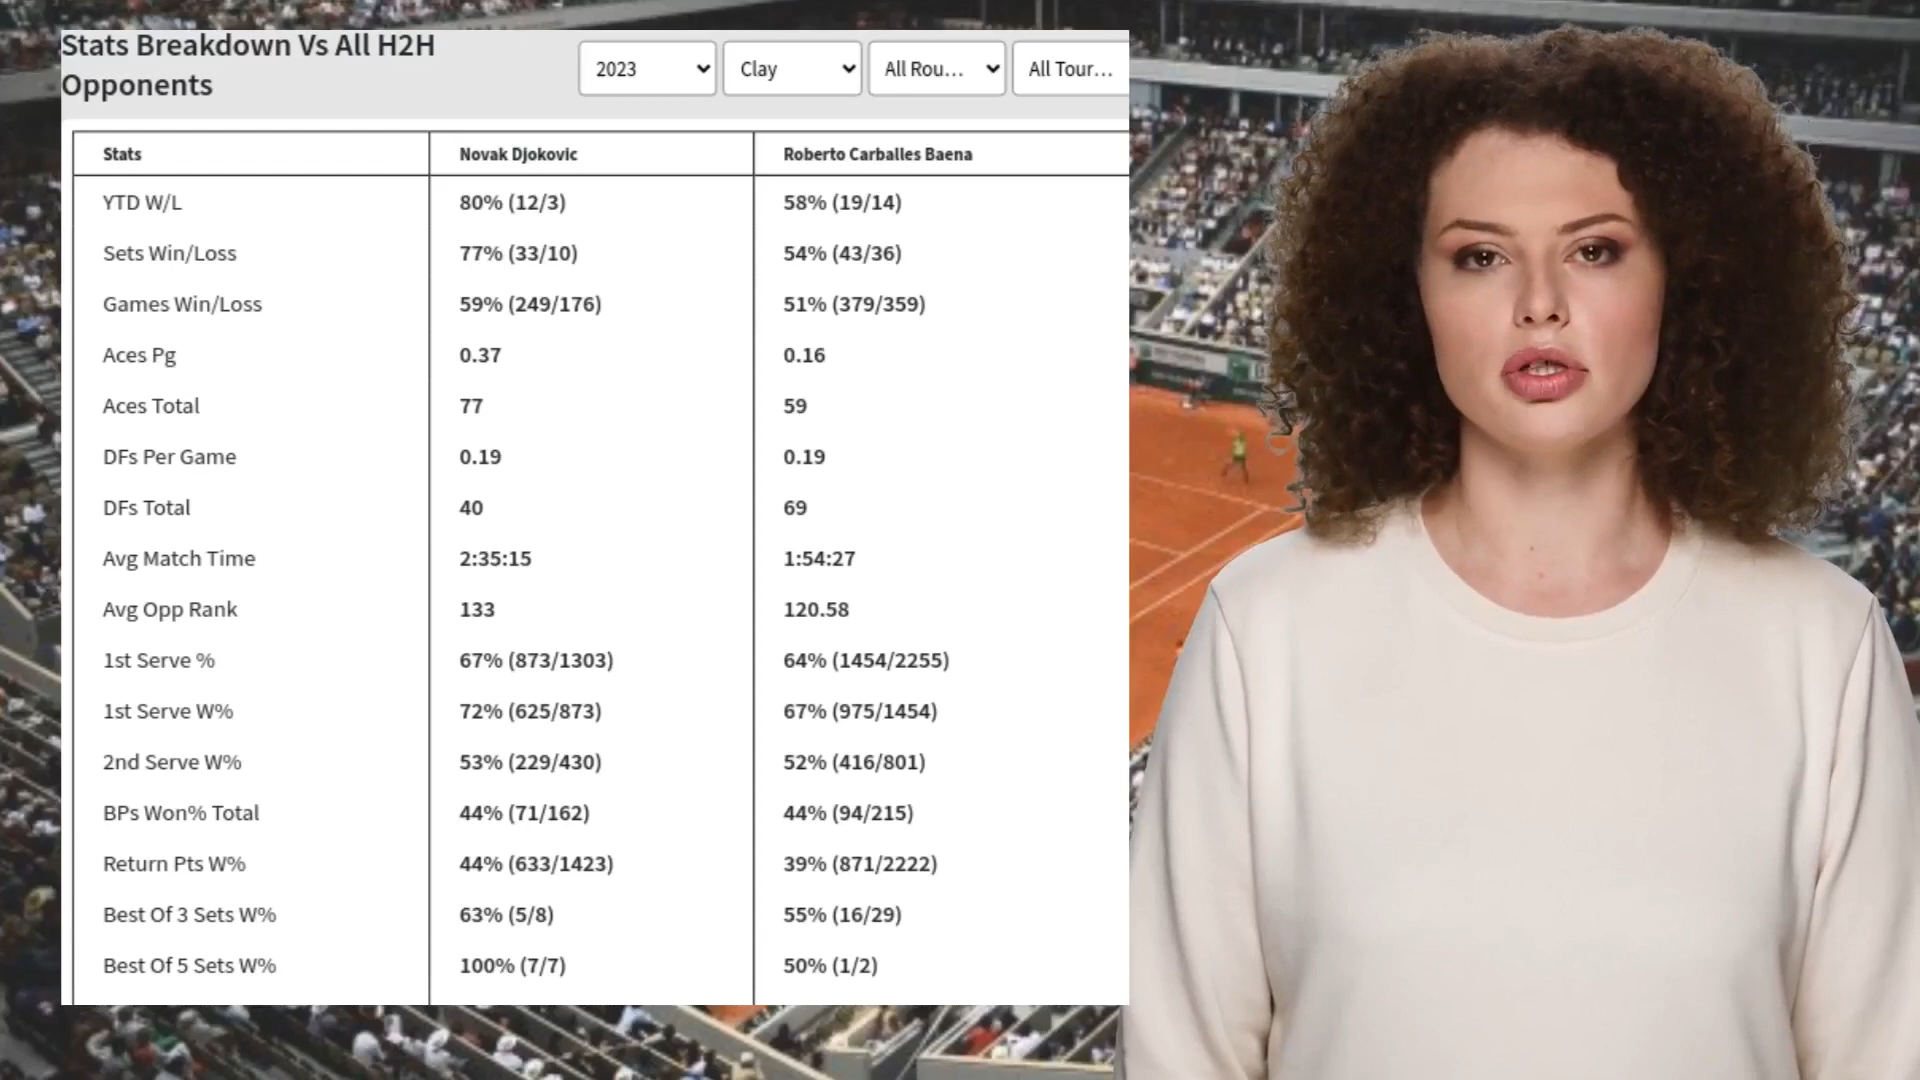 Stats Breakdown Vs All H2H
Opponents
2023
Clay
All Rou...
All Tour...
Stats Novak Djokovic Roberto Carballes Baena
YTD W/L 80% (12/3) 58% (19/14)
Sets Win/Loss 77% (33/10) 54% (43/36)
Games Win/Loss 59% (249/176) 51% (379/359)
Aces Pg 0.37 0.16
Aces Total 77 59
DFs Per Game 0.19 0.19
DFs Total 40 69
Avg Match Time 2:35:15 1:54:27
Avg Opp Rank 133 120.58
1st Serve % 67% (873/1303) 64% (1454/2255)
1st Serve W% 72% (625/873) 67% (975/1454)
2nd Serve W% 53% (229/430) 52% (416/801)
BPs Won% Total 44% (71/162) 44% (94/215)
Return Pts W% 44% (633/1423) 39% (871/2222)
Best Of 3 Sets W% 63% (5/8) 55% (16/29)
Best Of 5 Sets W% 100% (7/7) 50% (1/2)